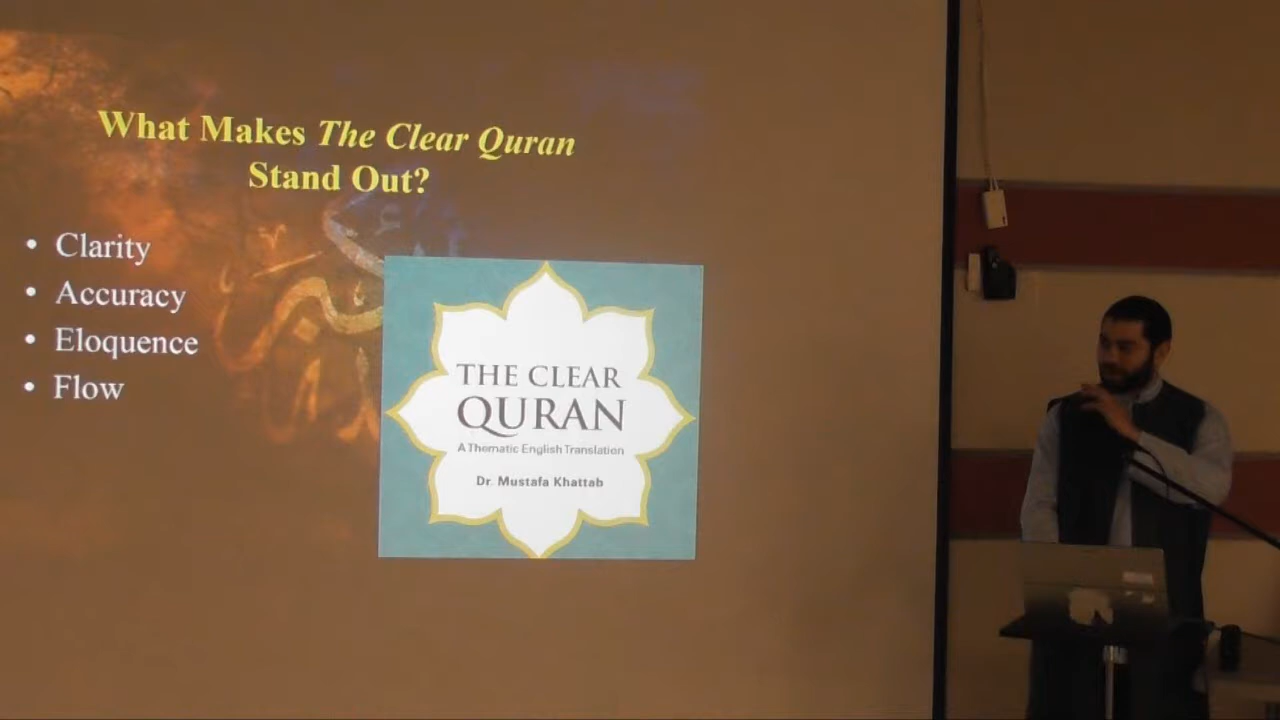 What Makes The Clear Quran
Stand Out?
• Clarity
• Accuracy
• Eloquence
• Flow
THE CLEAR
QURAN
A Thematic English Translation
Dr. Mustafa Khattab